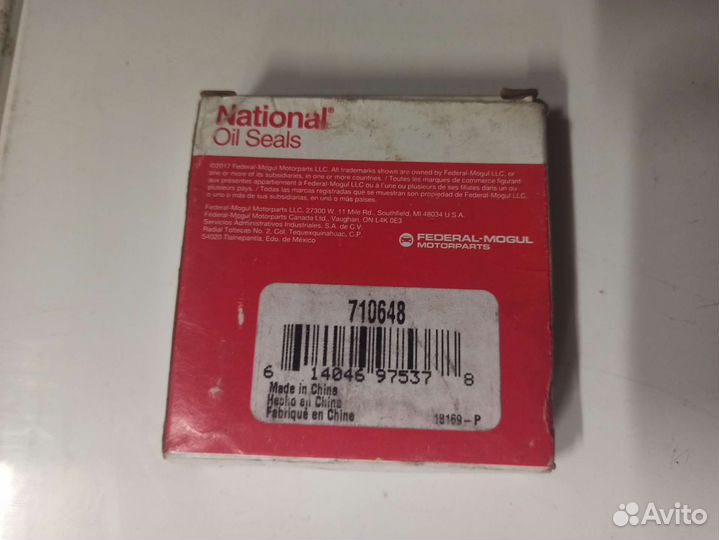 National®
Oil Seals
©2017 Federal-Mogul Motorparts LLC. All trademarks shown are owned by Federal-Mogul LLC, or
one or more of its subsidiaries, in one or more countries. / Toutes les marques de commerce figurant
aux présentes appartiennent à Federal-Mogul LLC ou à l'une ou plusieurs de ses filiales dans un ou
plusieurs pays. / Todas las marcas registradas que se muestran son propiedad de Federal-Mogul LLC,
o uno o más de sus subsidiarias, en uno o más países.
Federal-Mogul Motorparts LLC, 27300 W. 11 Mile Rd., Southfield, MI 48034 U.S.A.
Federal-Mogul Motorparts Canada Ltd., Vaughan, ON L4K 0E3
Servicios Administrativos Industriales, S.A. de C.V.
Radial Toltecas No. 2, Col. Tequexquinahuac, C.P.
54020 Tlalnepantla, Edo. de México
FEDERAL-MOGUL
MOTORPARTS
710648
6 14046 97537 8
Made in China
Hecho en China
Fabriqué en Chine
18169-P
Avito